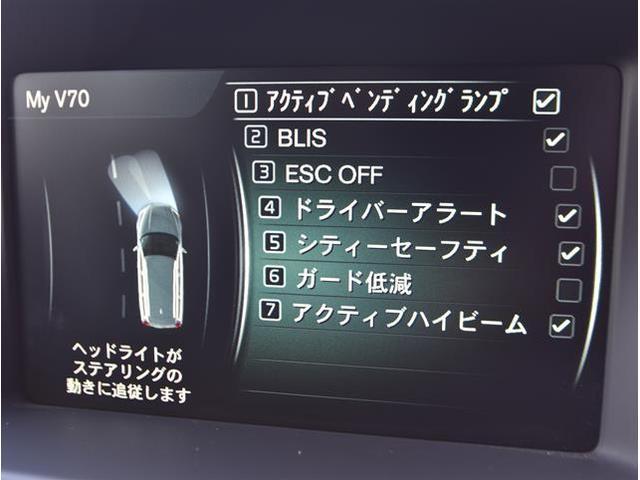 My V70
1 ｱｸﾃｨﾌﾞﾍﾞﾝﾃﾞｨﾝｸﾞﾗﾝﾌﾟ
2 BLIS
3 ESC OFF
4 ドライバーアラート
5 シティーセーフティ
6 ガード低減
7 アクティブハイビーム
ヘッドライトが
ステアリングの
動きに追従します